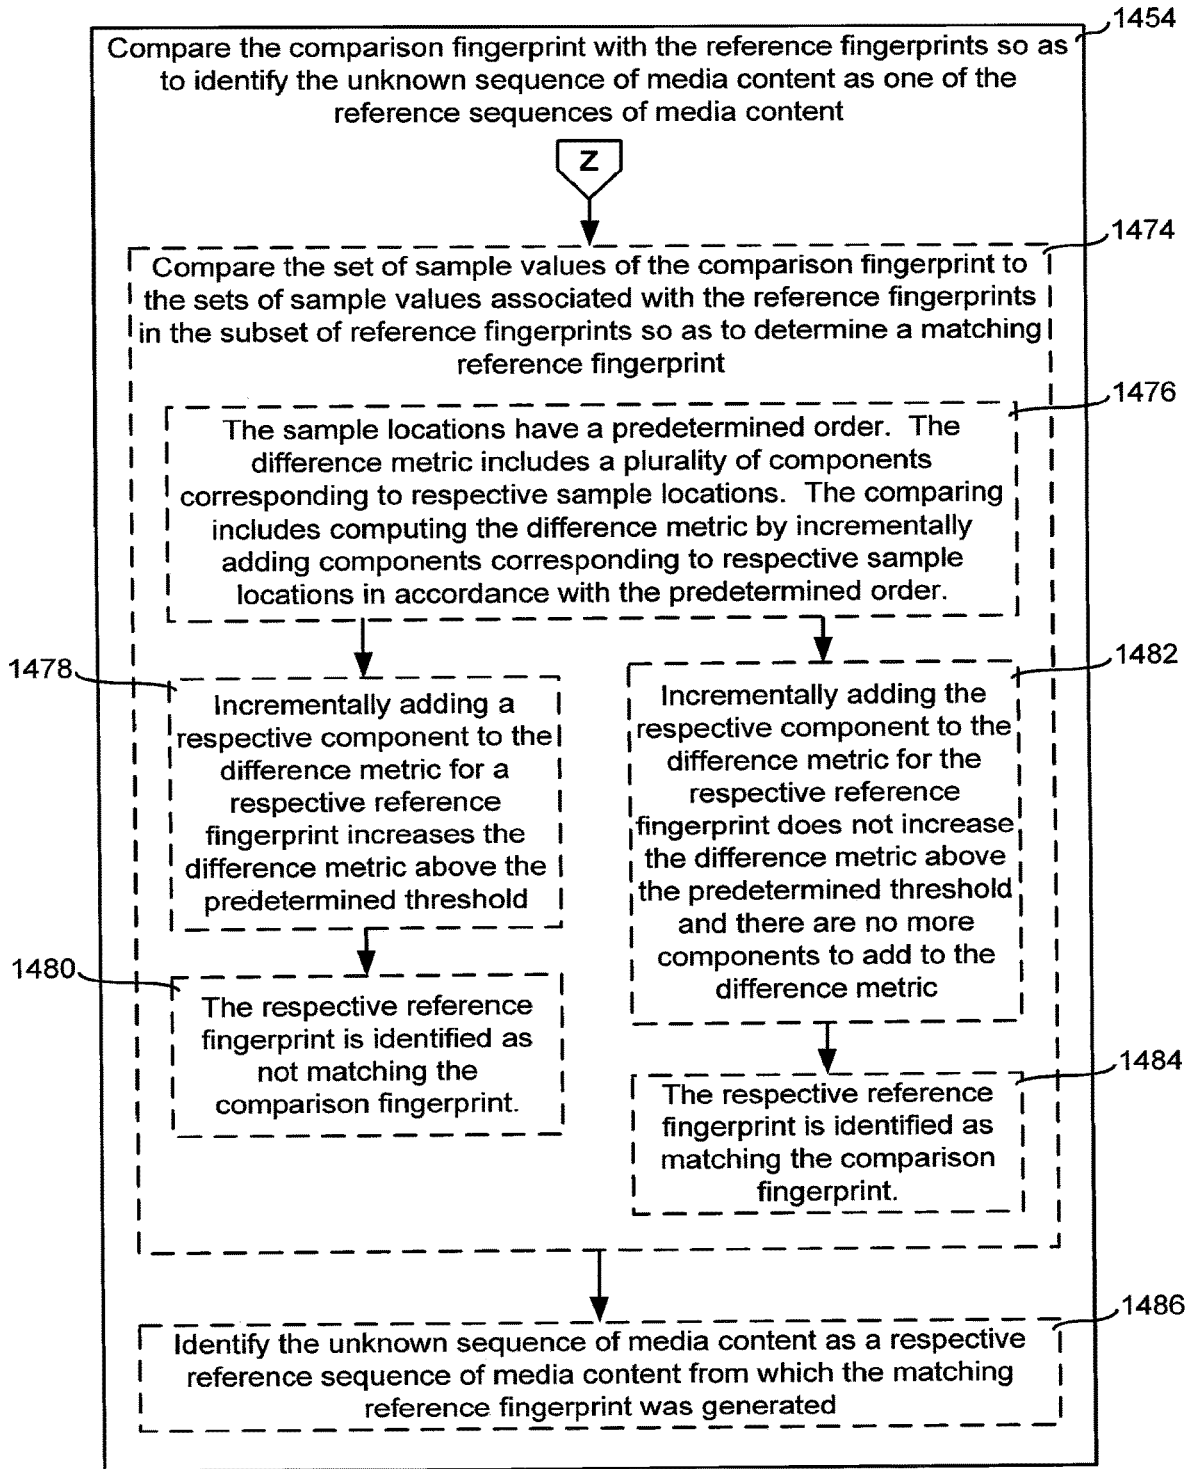 1454
Compare the comparison fingerprint with the reference fingerprints so as
to identify the unknown sequence of media content as one of the
reference sequences of media content
Z
1474
Compare the set of sample values of the comparison fingerprint to
the sets of sample values associated with the reference fingerprints
in the subset of reference fingerprints so as to determine a matching
reference fingerprint
1476
The sample locations have a predetermined order. The
difference metric includes a plurality of components
corresponding to respective sample locations. The comparing
includes computing the difference metric by incrementally
adding components corresponding to respective sample
locations in accordance with the predetermined order.
1478
Incrementally adding a
respective component to the
difference metric for a
respective reference
fingerprint increases the
difference metric above the
predetermined threshold
1480
The respective reference
fingerprint is identified as
not matching the
comparison fingerprint.
1482
Incrementally adding the
respective component to the
difference metric for the
respective reference
fingerprint does not increase
the difference metric above
the predetermined threshold
and there are no more
components to add to the
difference metric
1484
The respective reference
fingerprint is identified as
matching the comparison
fingerprint.
1486
Identify the unknown sequence of media content as a respective
reference sequence of media content from which the matching
reference fingerprint was generated